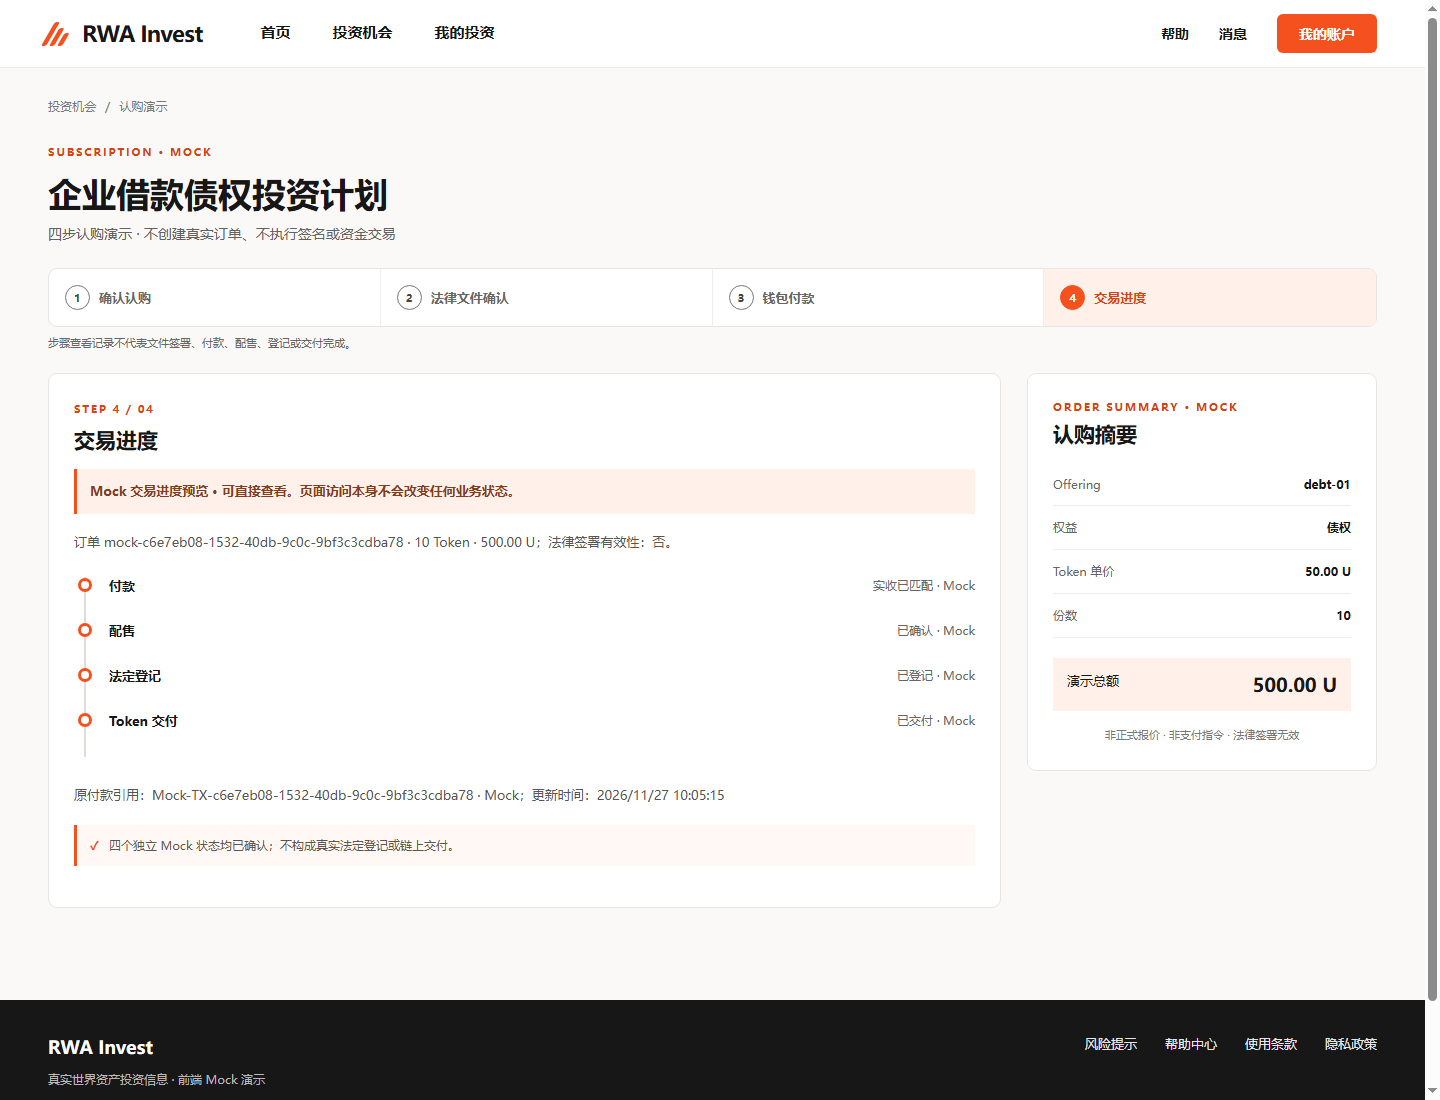 RWA Invest 首页 投资机会 我的投资 帮助 消息 我的账户
投资机会 / 认购演示
SUBSCRIPTION • MOCK
企业借款债权投资计划
四步认购演示 · 不创建真实订单、不执行签名或资金交易
1 确认认购 2 法律文件确认 3 钱包付款 4 交易进度
步骤查看记录不代表文件签署、付款、配售、登记或交付完成。
STEP 4 / 04
交易进度
Mock 交易进度预览 • 可直接查看。页面访问本身不会改变任何业务状态。
订单 mock-c6e7eb08-1532-40db-9c0c-9bf3c3cdba78 · 10 Token · 500.00 U；法律签署有效性：否。
付款 实收已匹配 · Mock
配售 已确认 · Mock
法定登记 已登记 · Mock
Token 交付 已交付 · Mock
原付款引用：Mock-TX-c6e7eb08-1532-40db-9c0c-9bf3c3cdba78 · Mock；更新时间：2026/11/27 10:05:15
✓ 四个独立 Mock 状态均已确认；不构成真实法定登记或链上交付。
ORDER SUMMARY • MOCK
认购摘要
Offering debt-01
权益 债权
Token 单价 50.00 U
份数 10
演示总额 500.00 U
非正式报价 · 非支付指令 · 法律签署无效
RWA Invest
真实世界资产投资信息 · 前端 Mock 演示
风险提示 帮助中心 使用条款 隐私政策